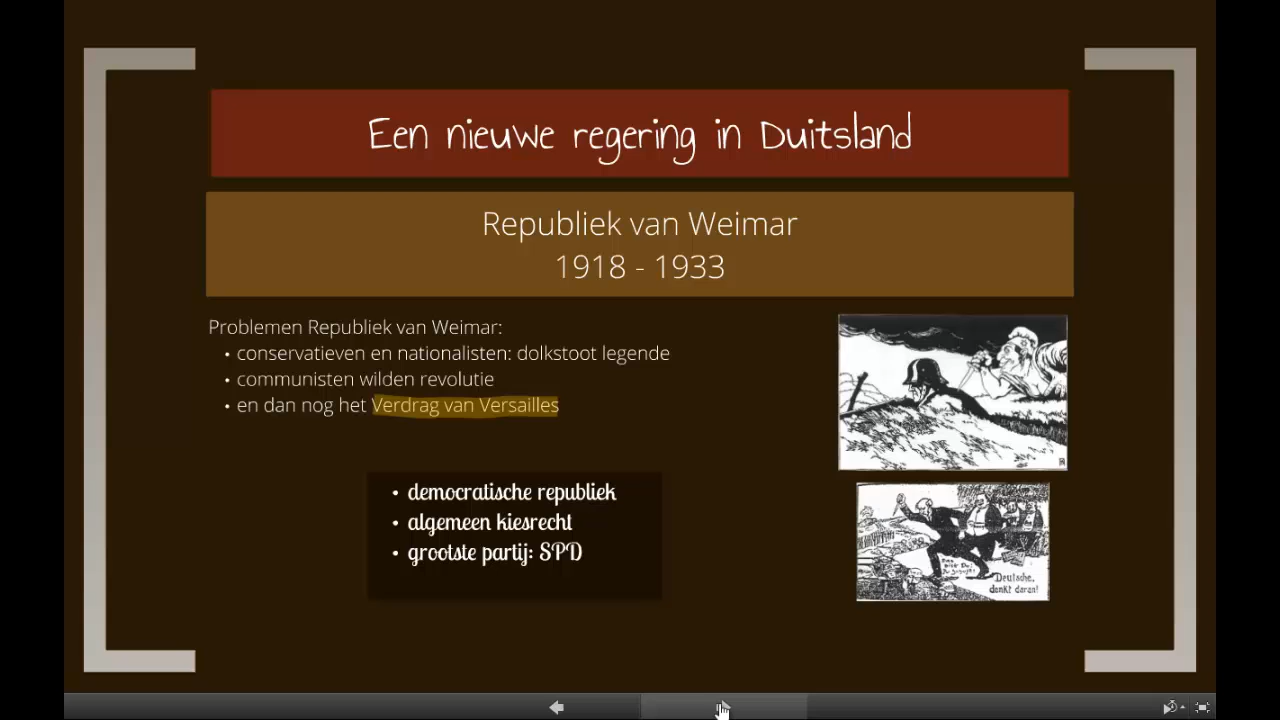 Een nieuwe regering in Duitsland
Republiek van Weimar
1918 - 1933
Problemen Republiek van Weimar:
• conservatieven en nationalisten: dolkstoot legende
• communisten wilden revolutie
• en dan nog het Verdrag van Versailles
• democratische republiek
• algemeen kiesrecht
• grootste partij: SPD
Deutsche,
denkt daran!